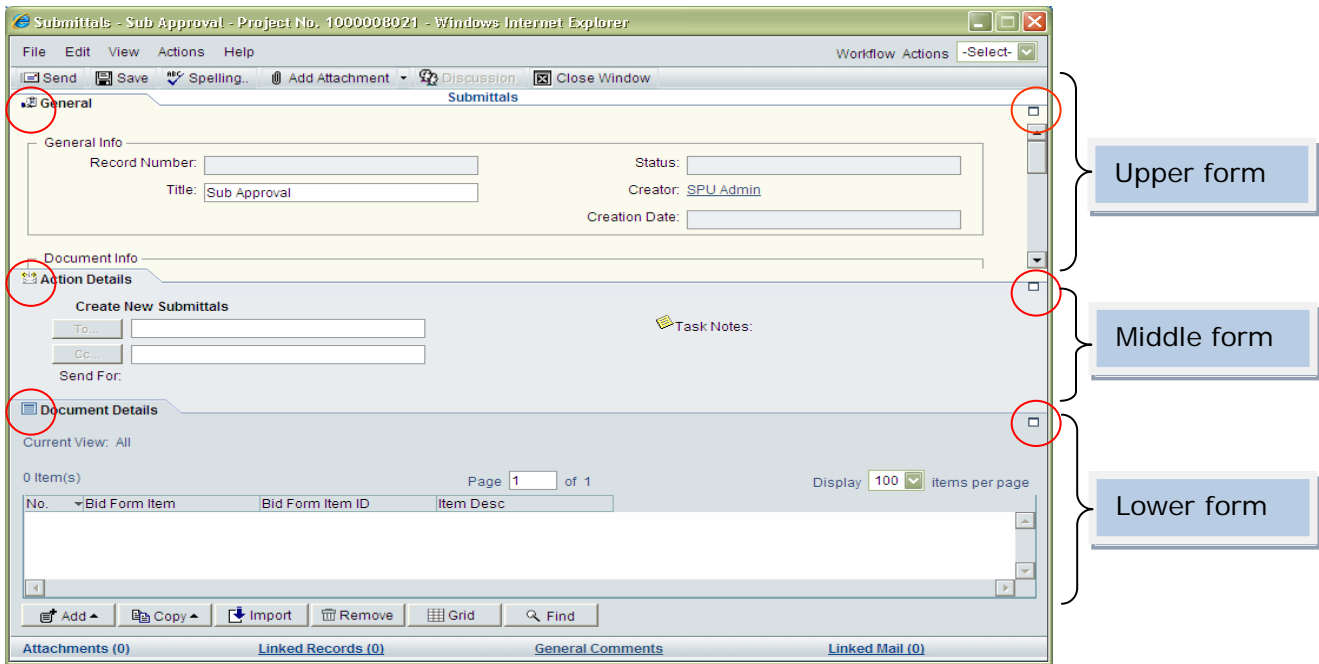 Submittals - Sub Approval - Project No. 1000008021 - Windows Internet Explorer
File Edit View Actions Help Workflow Actions -Select-
Send Save Spelling.. Add Attachment Discussion Close Window
Submittals
General
General Info
Record Number: Status:
Title: Sub Approval Creator: SPU Admin
Creation Date:
Upper form
Document Info
Action Details
Create New Submittals
To...
Task Notes:
Cc...
Send For:
Middle form
Document Details
Current View: All
0 Item(s) Page 1 of 1 Display 100 items per page
No. Bid Form Item Bid Form Item ID Item Desc
Lower form
Add Copy Import Remove Grid Find
Attachments (0) Linked Records (0) General Comments Linked Mail (0)